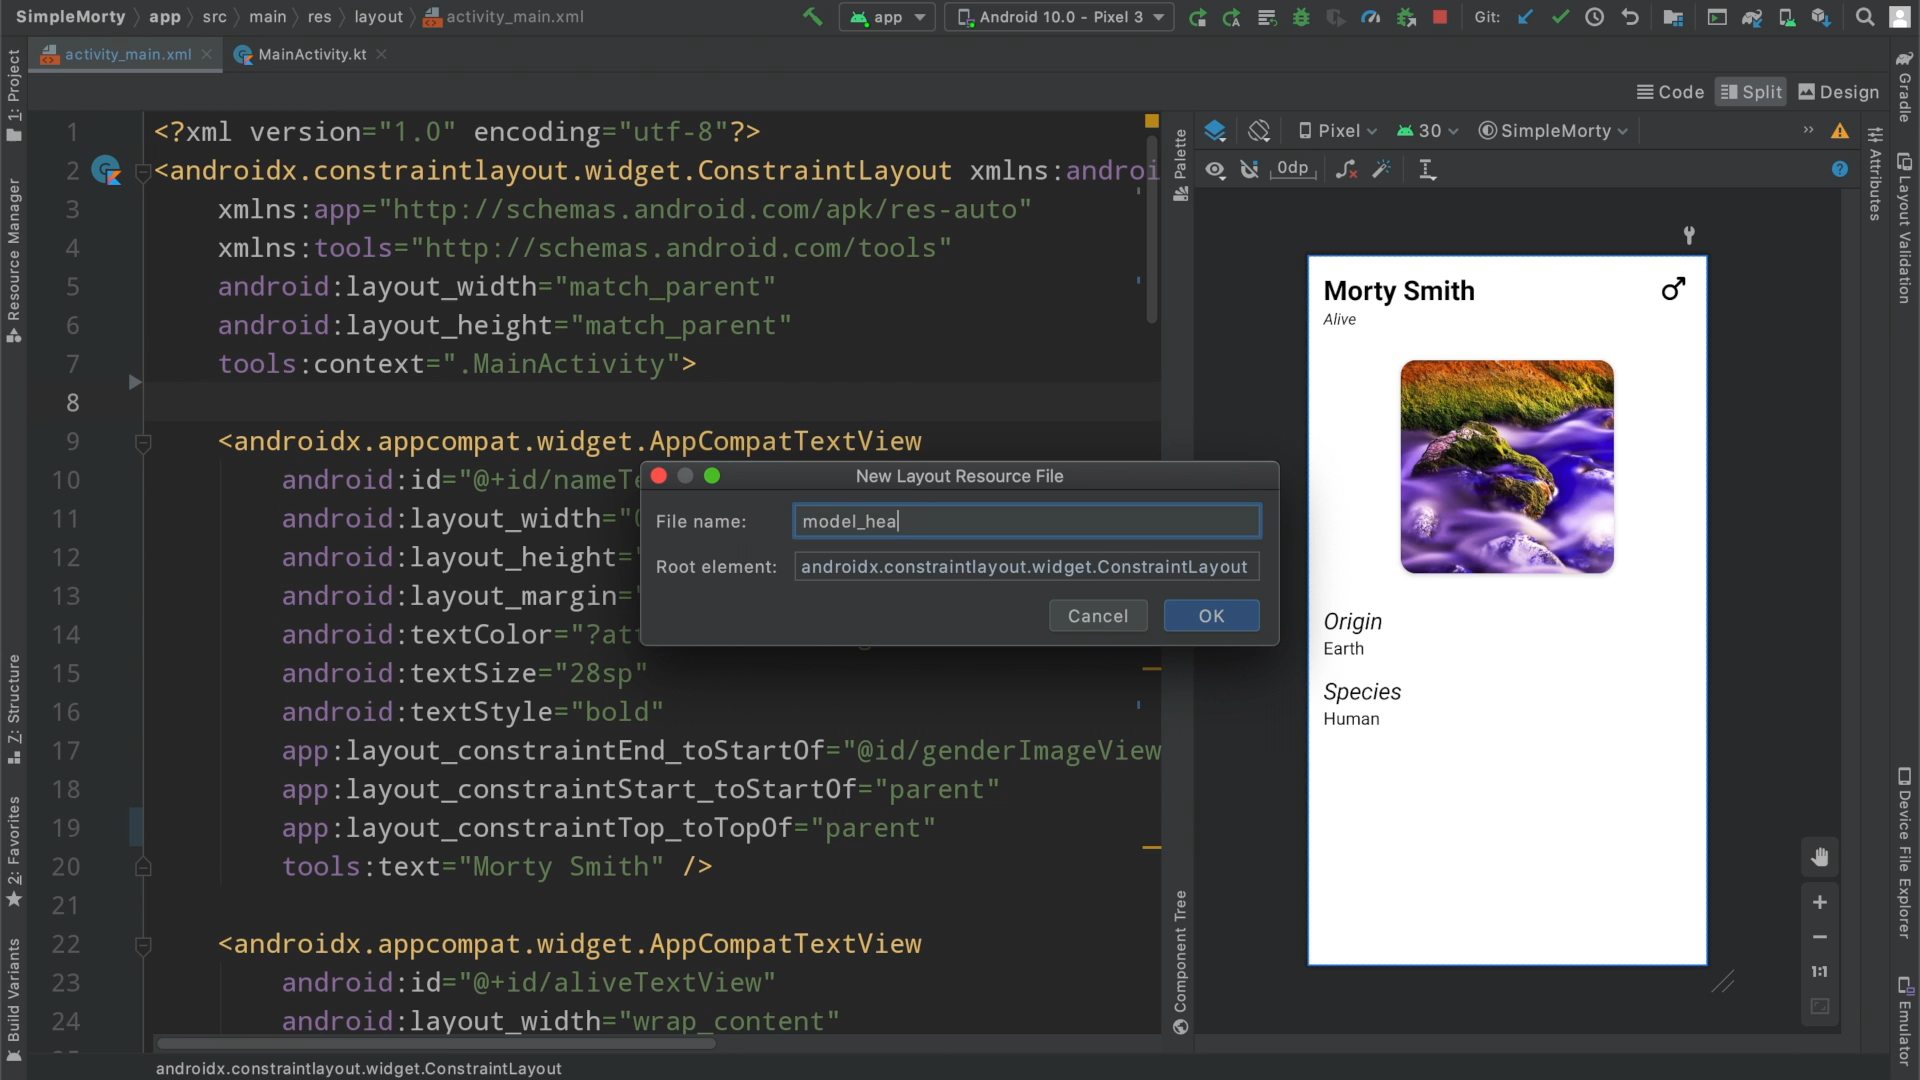 SimpleMorty app src main res layout activity_main.xml app Android 10.0 - Pixel 3 Git:
activity_main.xml MainActivity.kt
Code Split Design
1: Project
Resource Manager
Z: Structure
2: Favorites
Build Variants
1 <?xml version="1.0" encoding="utf-8"?>
2 <androidx.constraintlayout.widget.ConstraintLayout xmlns:androi
3 xmlns:app="http://schemas.android.com/apk/res-auto"
4 xmlns:tools="http://schemas.android.com/tools"
5 android:layout_width="match_parent"
6 android:layout_height="match_parent"
7 tools:context=".MainActivity">
8
9 <androidx.appcompat.widget.AppCompatTextView
10 android:id="@+id/nameTe
11 android:layout_width="0
12 android:layout_height="
13 android:layout_margin="
14 android:textColor="?att
15 android:textSize="28sp"
16 android:textStyle="bold"
17 app:layout_constraintEnd_toStartOf="@id/genderImageView
18 app:layout_constraintStart_toStartOf="parent"
19 app:layout_constraintTop_toTopOf="parent"
20 tools:text="Morty Smith" />
21
22 <androidx.appcompat.widget.AppCompatTextView
23 android:id="@+id/aliveTextView"
24 android:layout_width="wrap_content"
androidx.constraintlayout.widget.ConstraintLayout
New Layout Resource File
File name: model_hea
Root element: androidx.constraintlayout.widget.ConstraintLayout
Cancel OK
Palette
Component Tree
Pixel 30 SimpleMorty
0dp
Morty Smith
Alive
Origin
Earth
Species
Human
1:1
Attributes
Gradle
Layout Validation
Device File Explorer
Emulator